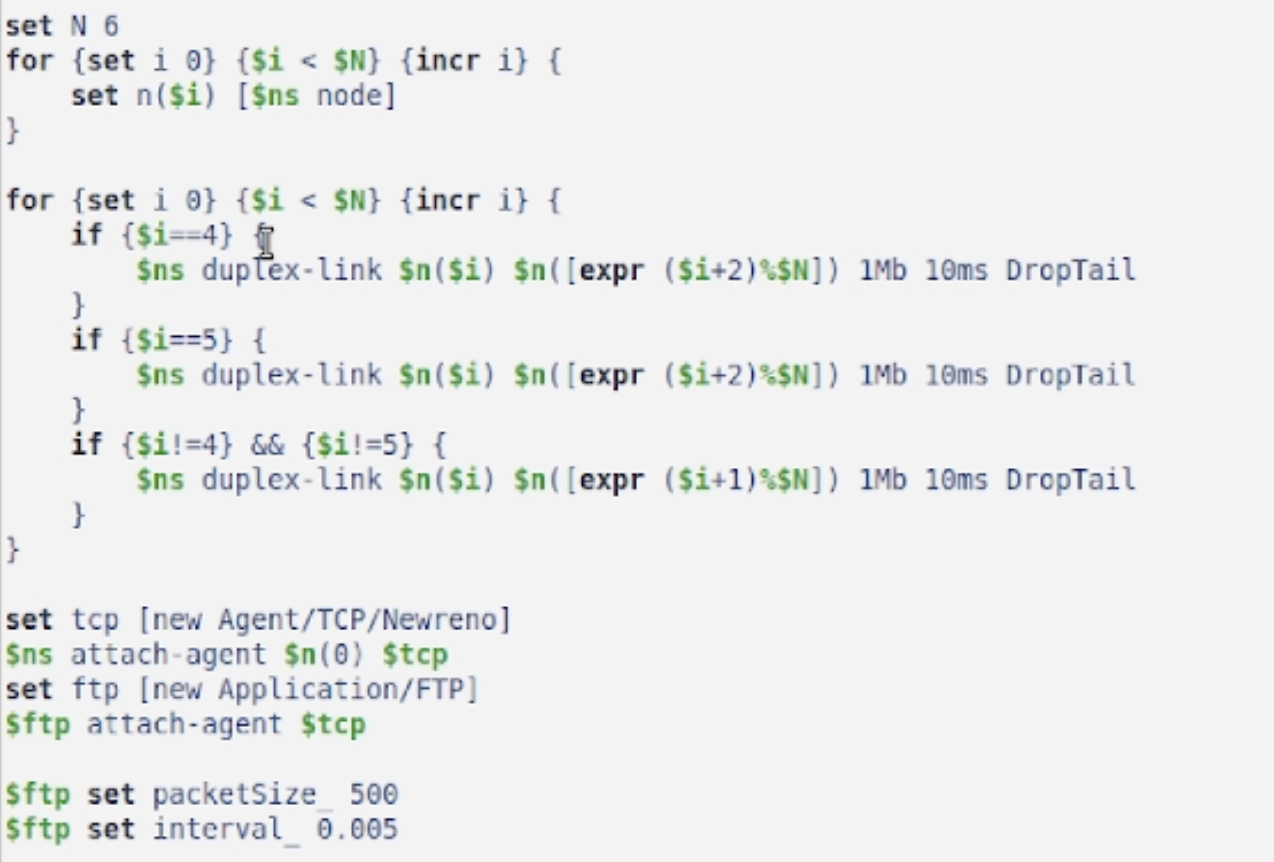 set N 6
for {set i 0} {$i < $N} {incr i} {
    set n($i) [$ns node]
}

for {set i 0} {$i < $N} {incr i} {
    if {$i==4} {
        $ns duplex-link $n($i) $n([expr ($i+2)%$N]) 1Mb 10ms DropTail
    }
    if {$i==5} {
        $ns duplex-link $n($i) $n([expr ($i+2)%$N]) 1Mb 10ms DropTail
    }
    if {$i!=4} && {$i!=5} {
        $ns duplex-link $n($i) $n([expr ($i+1)%$N]) 1Mb 10ms DropTail
    }
}

set tcp [new Agent/TCP/Newreno]
$ns attach-agent $n(0) $tcp
set ftp [new Application/FTP]
$ftp attach-agent $tcp

$ftp set packetSize_ 500
$ftp set interval_ 0.005